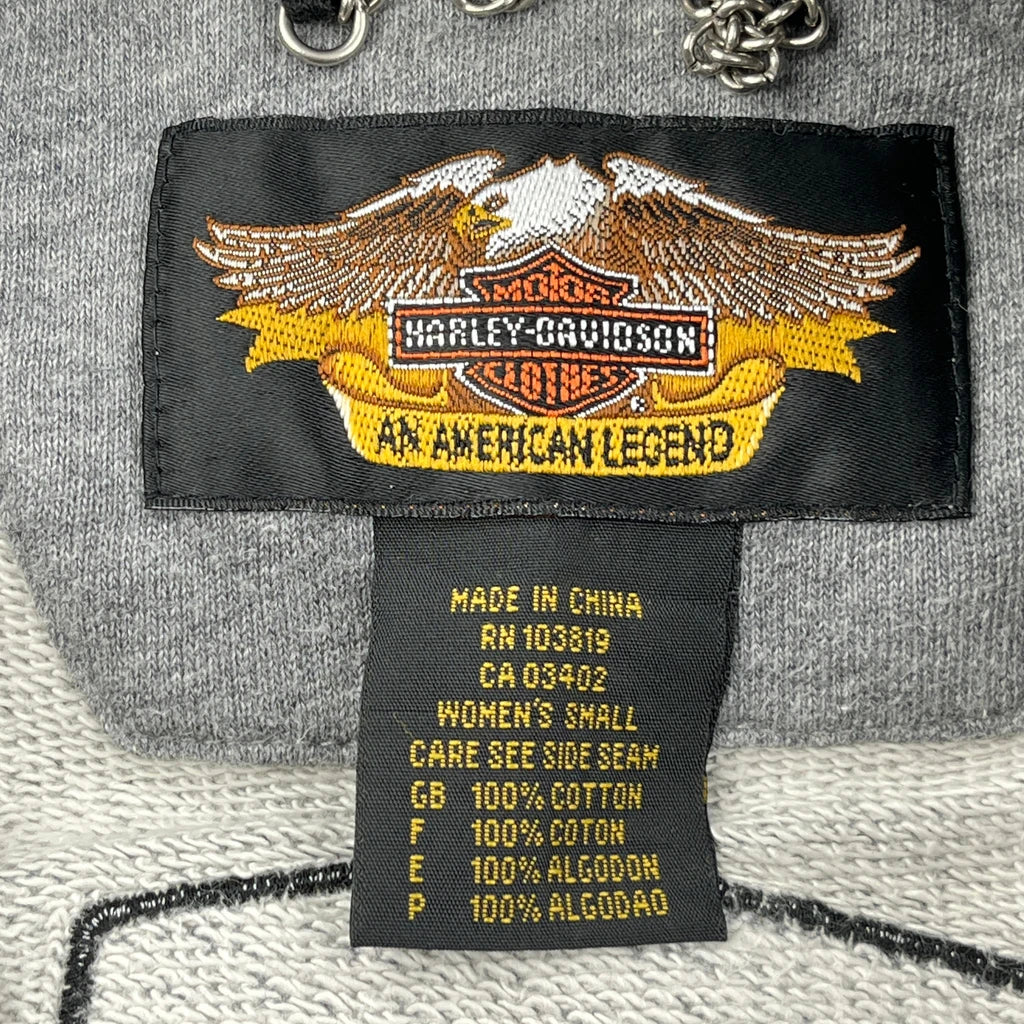 MOTOR
HARLEY-DAVIDSON
CLOTHES
®
AN AMERICAN LEGEND
MADE IN CHINA
RN 103819
CA 03402
WOMEN'S SMALL
CARE SEE SIDE SEAM
GB 100% COTTON
F 100% COTON
E 100% ALGODON
P 100% ALGODAO